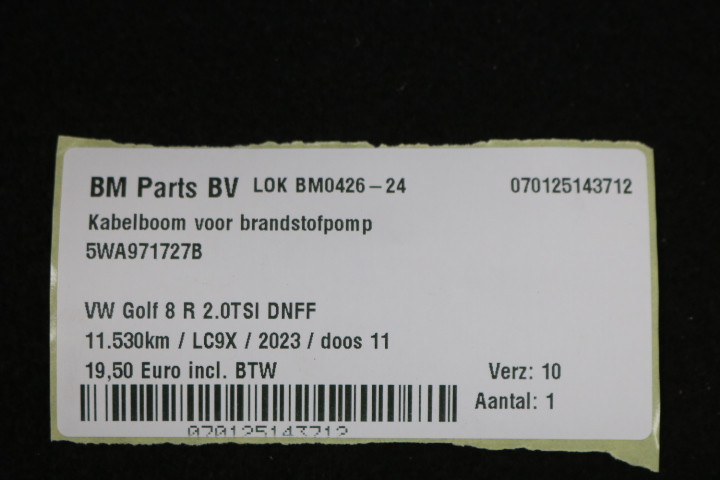 BM Parts BV LOK BM0426-24 070125143712
Kabelboom voor brandstofpomp
5WA971727B
VW Golf 8 R 2.0TSI DNFF
11.530km / LC9X / 2023 / doos 11
19,50 Euro incl. BTW Verz: 10
Aantal: 1
070125143712